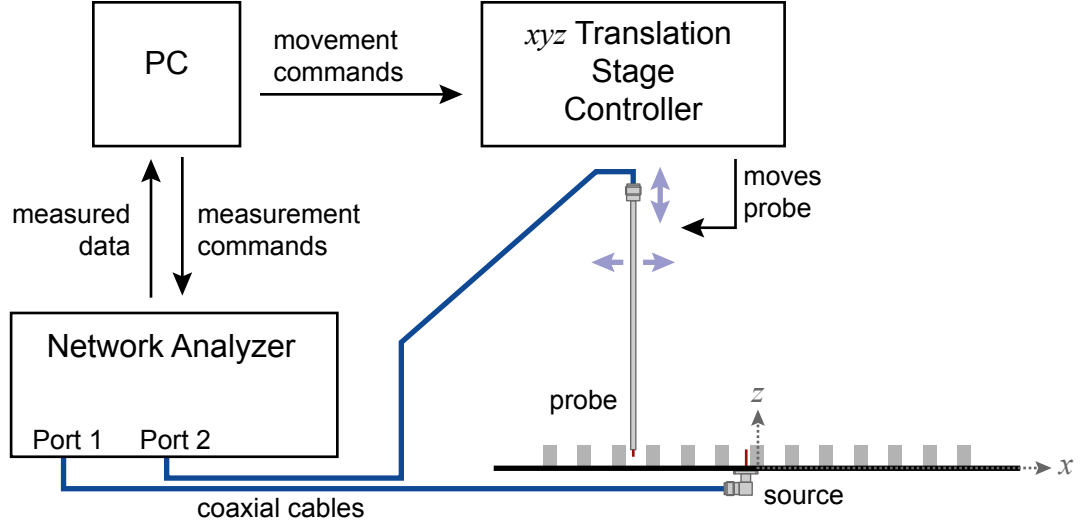 PC
movement
commands
xyz Translation
Stage
Controller
measured
data
measurement
commands
moves
probe
Network Analyzer
Port 1
Port 2
probe
z
x
coaxial cables
source